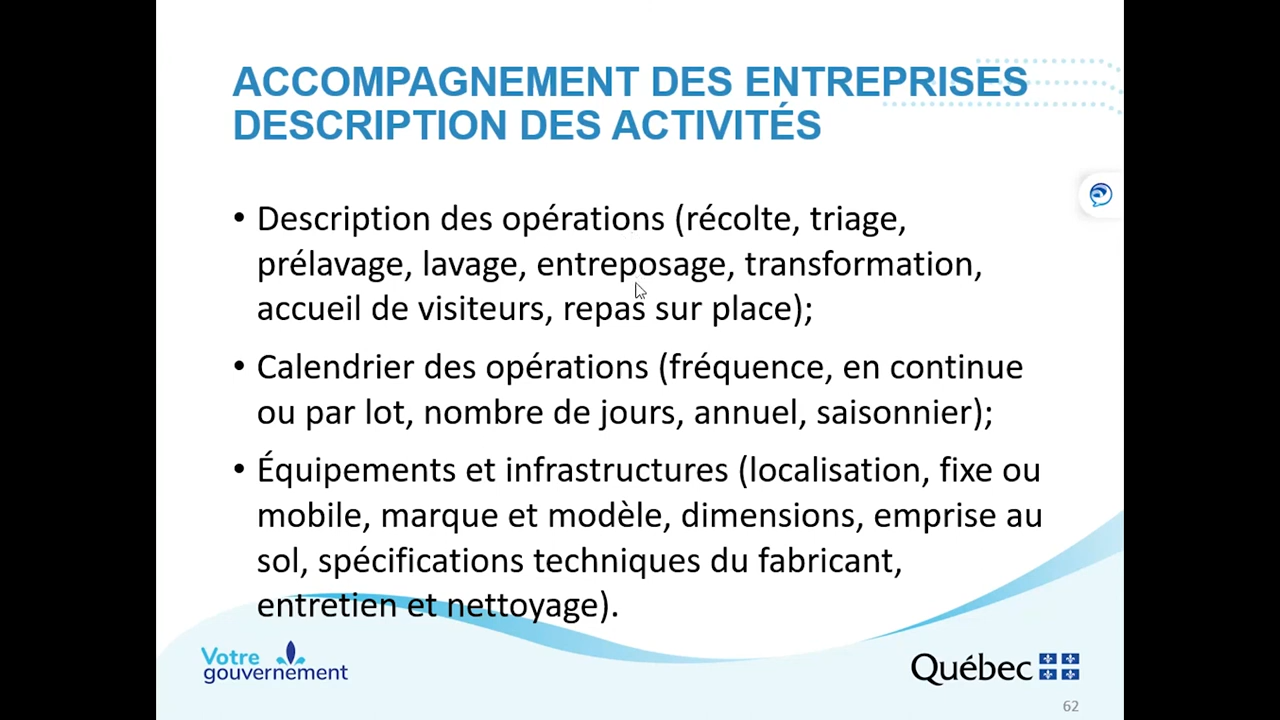 ACCOMPAGNEMENT DES ENTREPRISES
DESCRIPTION DES ACTIVITÉS
• Description des opérations (récolte, triage,
prélavage, lavage, entreposage, transformation,
accueil de visiteurs, repas sur place);
• Calendrier des opérations (fréquence, en continue
ou par lot, nombre de jours, annuel, saisonnier);
• Équipements et infrastructures (localisation, fixe ou
mobile, marque et modèle, dimensions, emprise au
sol, spécifications techniques du fabricant,
entretien et nettoyage).
Votre
gouvernement
Québec
62